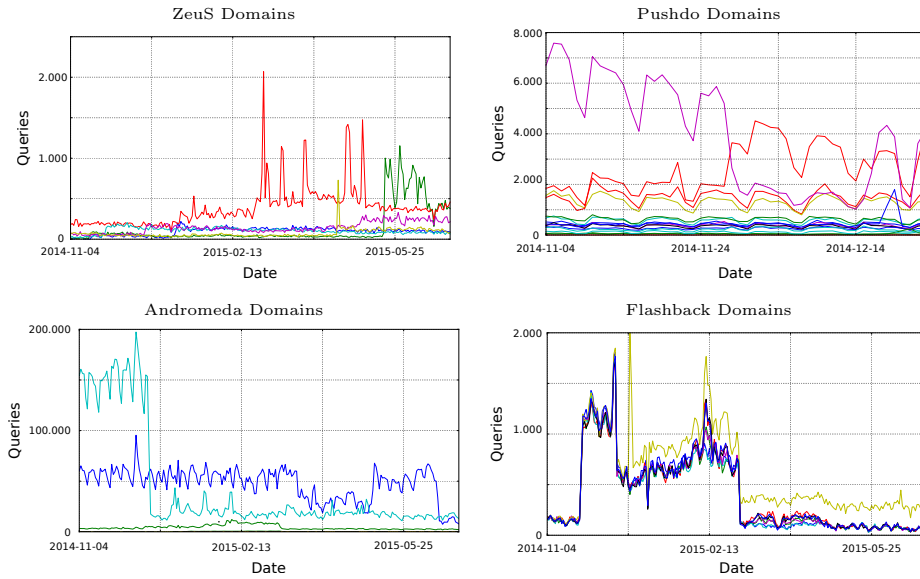 ZeuS Domains
2.000
1.000
0
Queries
2014-11-04
2015-02-13
2015-05-25
Date
Pushdo Domains
8.000
6.000
4.000
2.000
0
Queries
2014-11-04
2014-11-24
2014-12-14
Date
Andromeda Domains
200.000
100.000
0
Queries
2014-11-04
2015-02-13
2015-05-25
Date
Flashback Domains
2.000
1.000
0
Queries
2014-11-04
2015-02-13
2015-05-25
Date